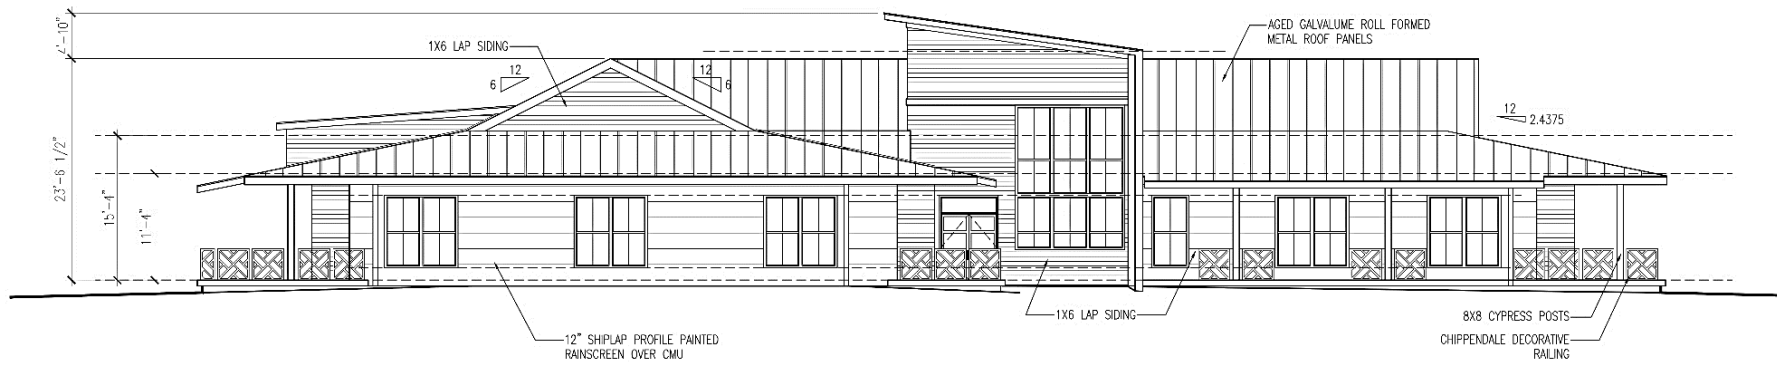 4'-10"
23'-6 1/2"
15'-4"
11'-4"
1X6 LAP SIDING
12
6
12
6
AGED GALVALUME ROLL FORMED
METAL ROOF PANELS
12
2.4375
12" SHIPLAP PROFILE PAINTED
RAINSCREEN OVER CMU
1X6 LAP SIDING
8X8 CYPRESS POSTS
CHIPPENDALE DECORATIVE
RAILING